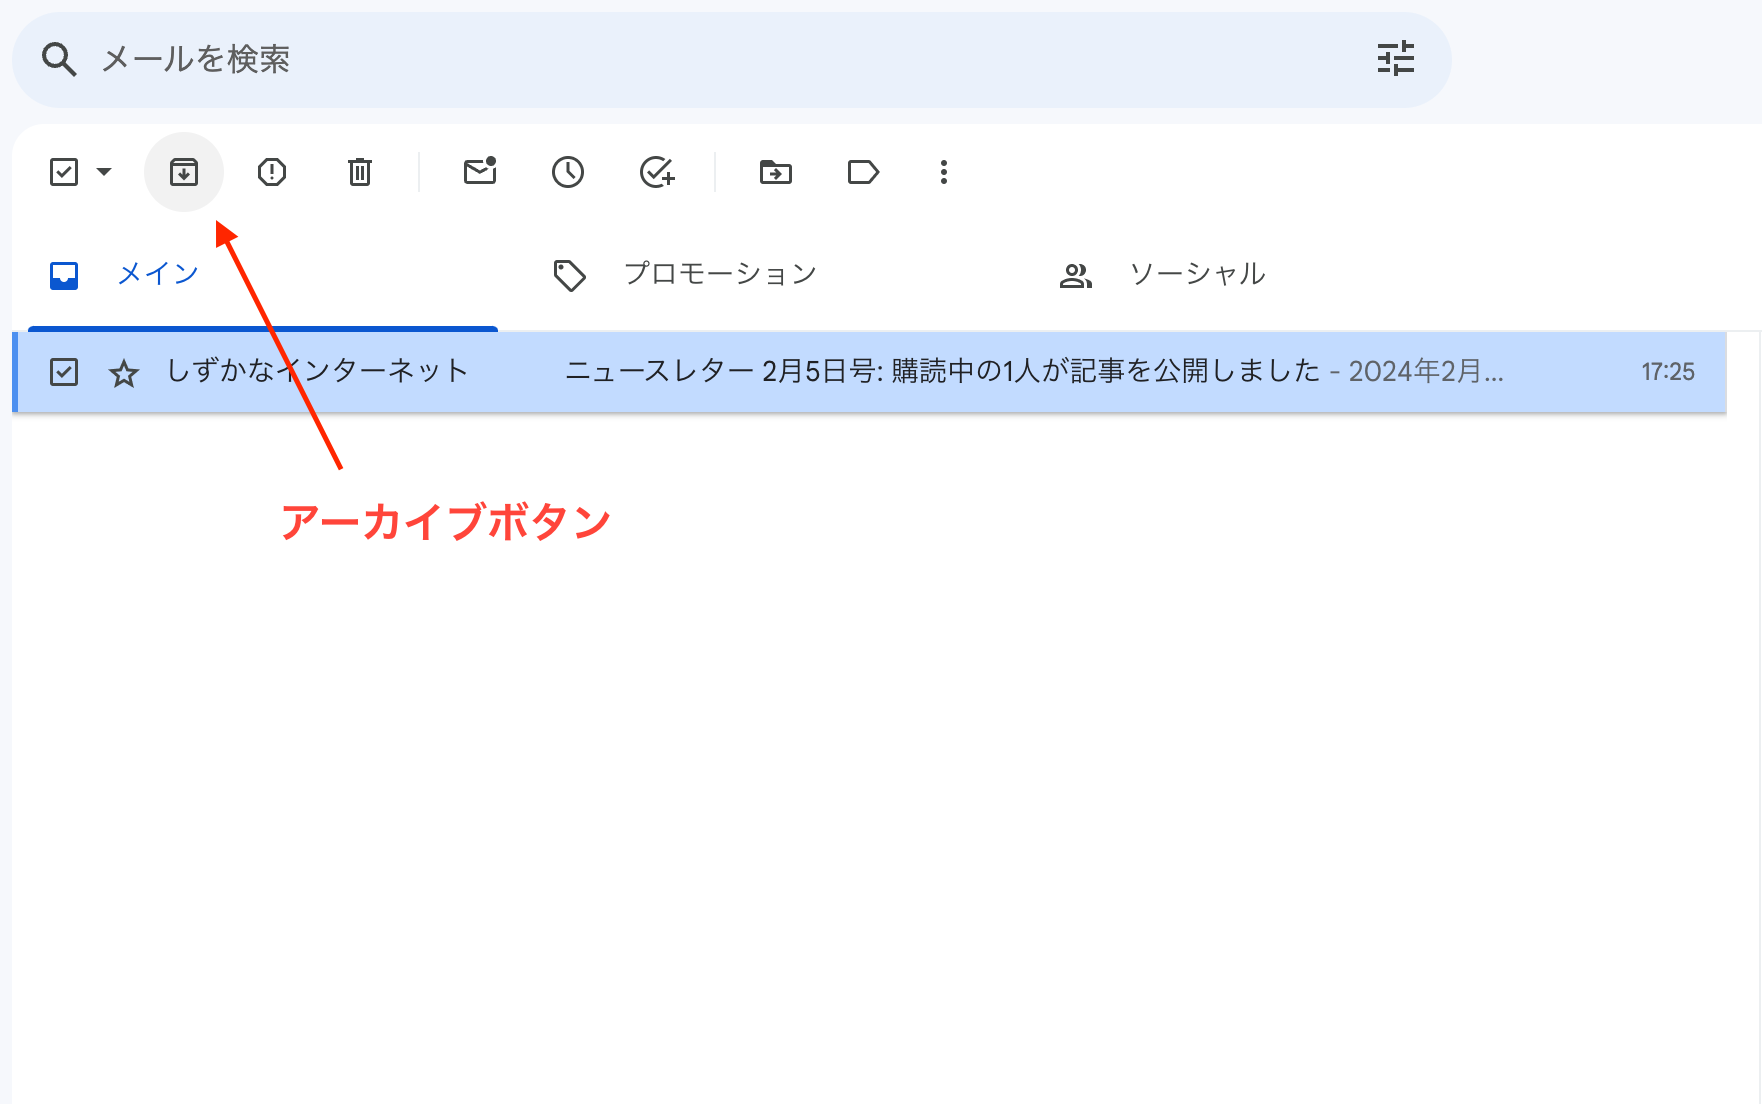 メールを検索
メイン
プロモーション
ソーシャル
しずかなインターネット ニュースレター 2月5日号: 購読中の1人が記事を公開しました - 2024年2月... 17:25
アーカイブボタン